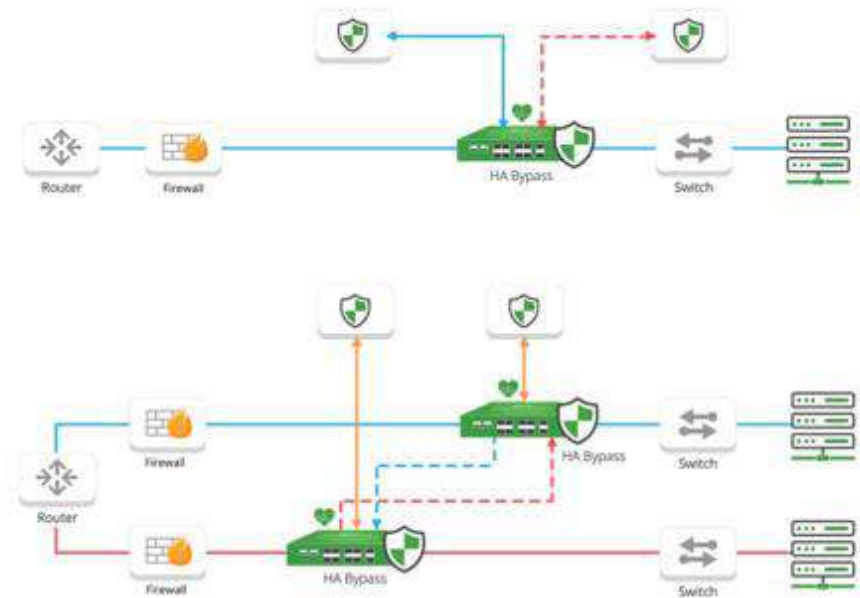 Router
Firewall
HA Bypass
Switch
Firewall
HA Bypass
Switch
Router
HA Bypass
Firewall
Switch